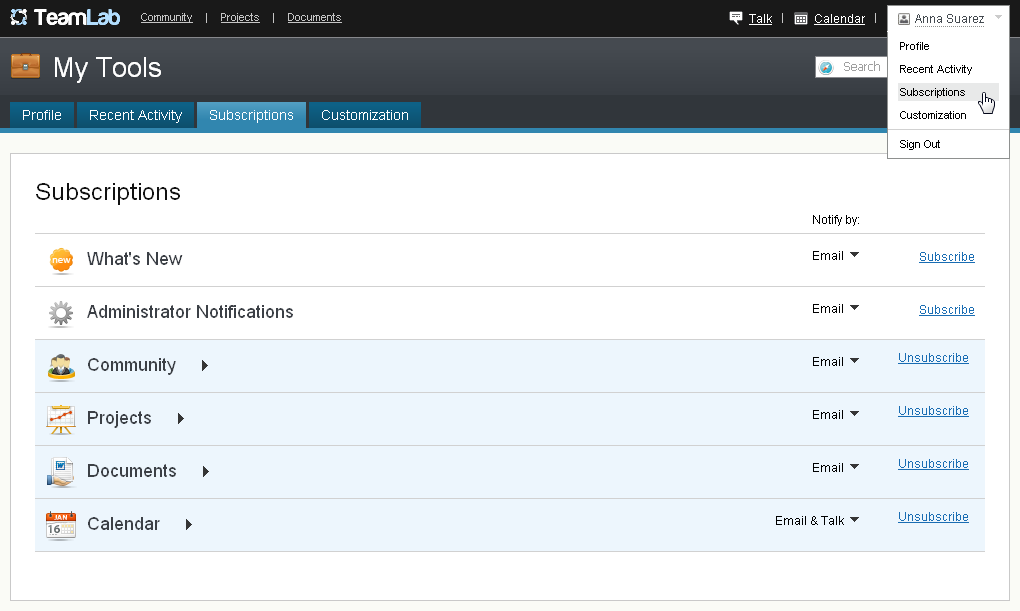 TeamLab Community | Projects | Documents Talk | Calendar | Anna Suarez
My Tools
Search
Profile
Recent Activity
Subscriptions
Customization
Sign Out
Profile Recent Activity Subscriptions Customization
Subscriptions
Notify by:
new What's New Email Subscribe
Administrator Notifications Email Subscribe
Community Email Unsubscribe
Projects Email Unsubscribe
Documents Email Unsubscribe
JAN 16 Calendar Email & Talk Unsubscribe